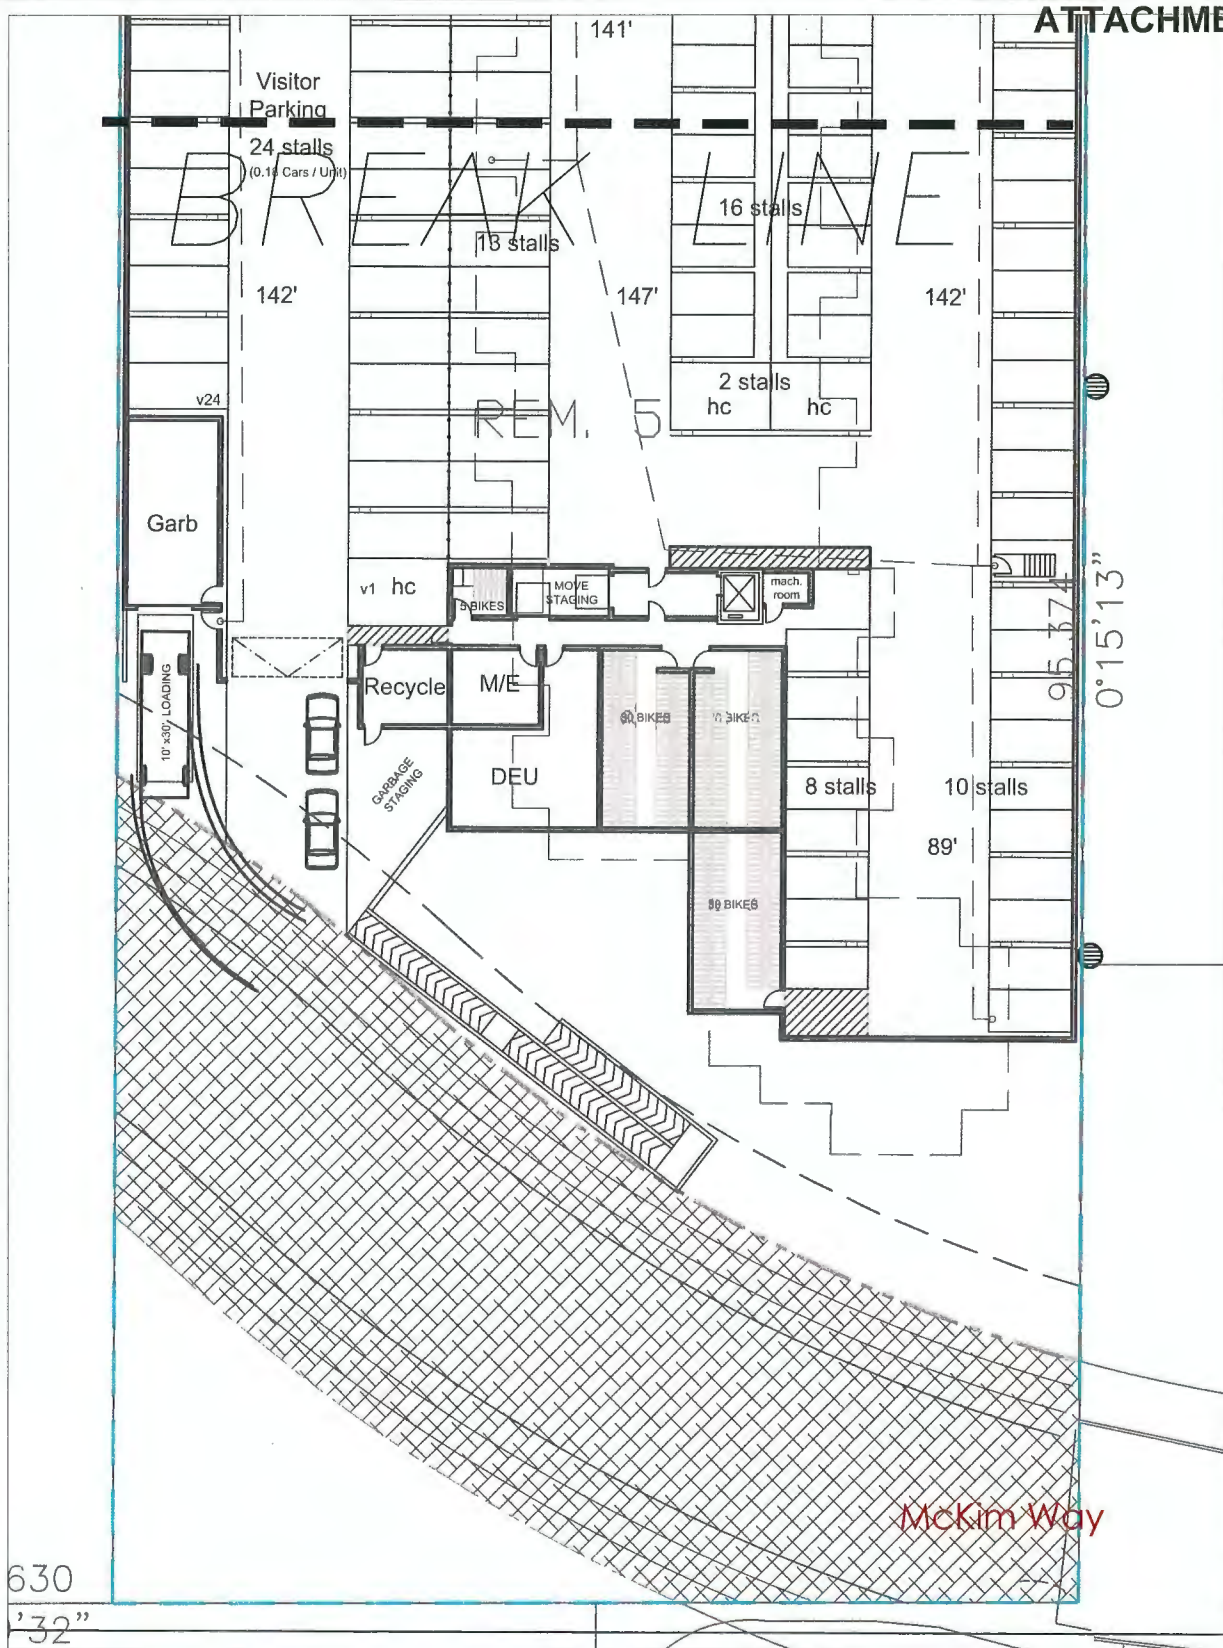 ATTACHME
141'
Visitor
Parking
24 stalls
(0.18 Cars / Unit)
BREAK LINE
16 stalls
13 stalls
142'
147'
142'
2 stalls
hc
hc
v24
REM. 5
Garb
v1
hc
5 BIKES
MOVE
STAGING
mach.
room
95.374
0°15'13”
10'x30' LOADING
Recycle
M/E
BIKES
BIKES
GARBAGE
STAGING
DEU
8 stalls
10 stalls
89'
BIKES
McKim Way
630
'32”